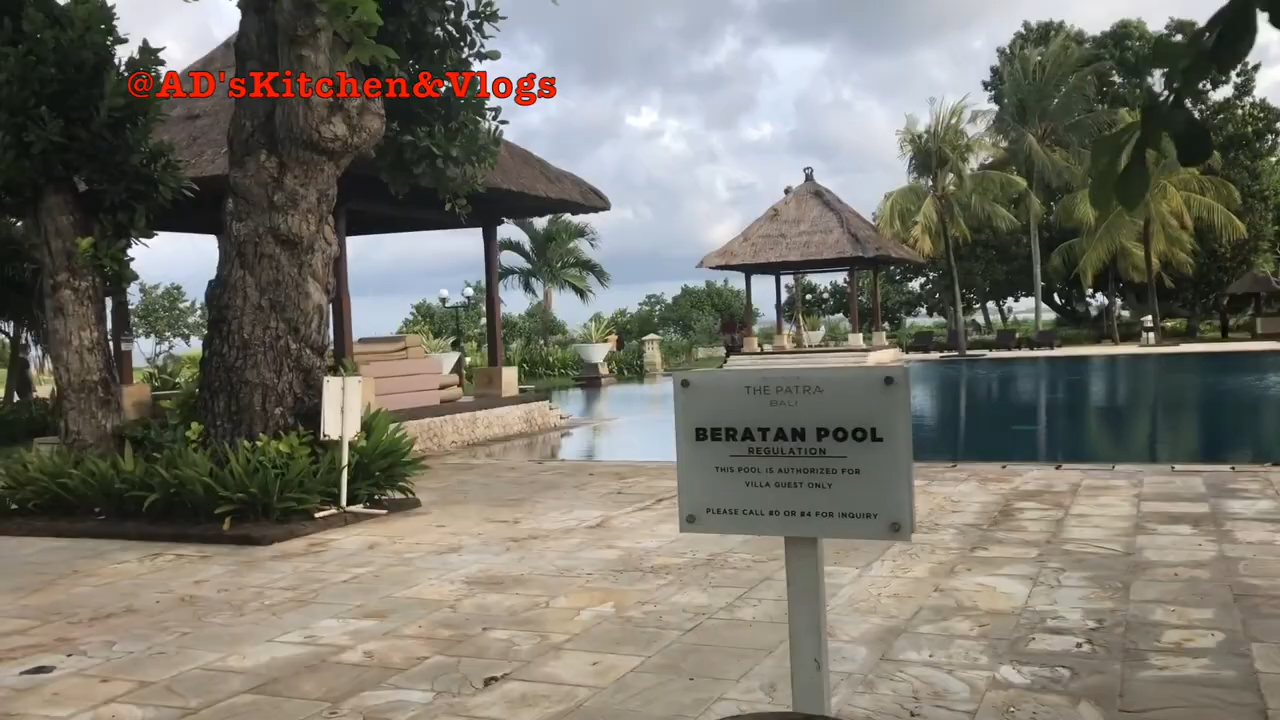 @AD'sKitchen&Vlogs
THE PATRA
BALI
BERATAN POOL
REGULATION
THIS POOL IS AUTHORIZED FOR
VILLA GUEST ONLY
PLEASE CALL #0 OR #4 FOR INQUIRY